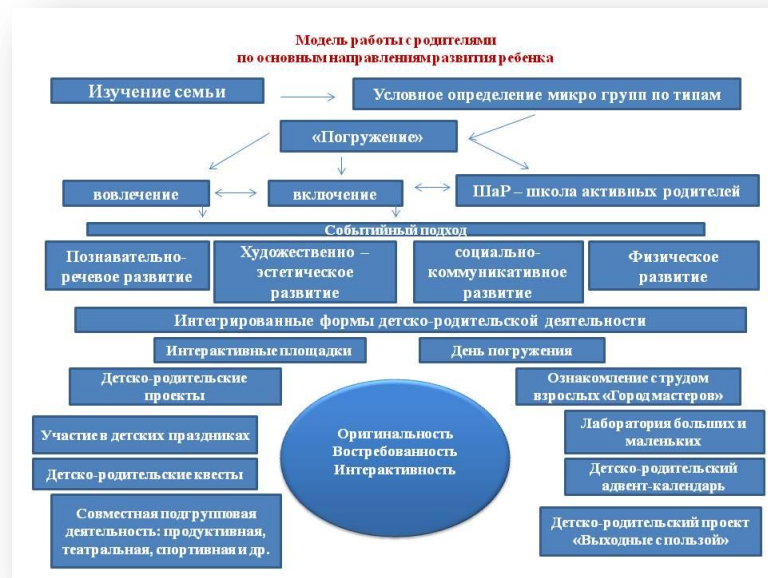 Модель работы с родителями
по основным направлениям развития ребенка
Изучение семьи
Условное определение микро групп по типам
«Погружение»
вовлечение
включение
ШаР – школа активных родителей
Событийный подход
Познавательно-
речевое развитие
Художественно –
эстетическое
развитие
социально-
коммуникативное
развитие
Физическое
развитие
Интегрированные формы детско-родительской деятельности
Интерактивные площадки
День погружения
Детско-родительские
проекты
Ознакомление с трудом
взрослых «Город мастеров»
Участие в детских праздниках
Оригинальность
Востребованность
Интерактивность
Лаборатория больших и
маленьких
Детско-родительские квесты
Детско-родительский
адвент-календарь
Совместная подгрупповая
деятельность: продуктивная,
театральная, спортивная и др.
Детско-родительский проект
«Выходные с пользой»